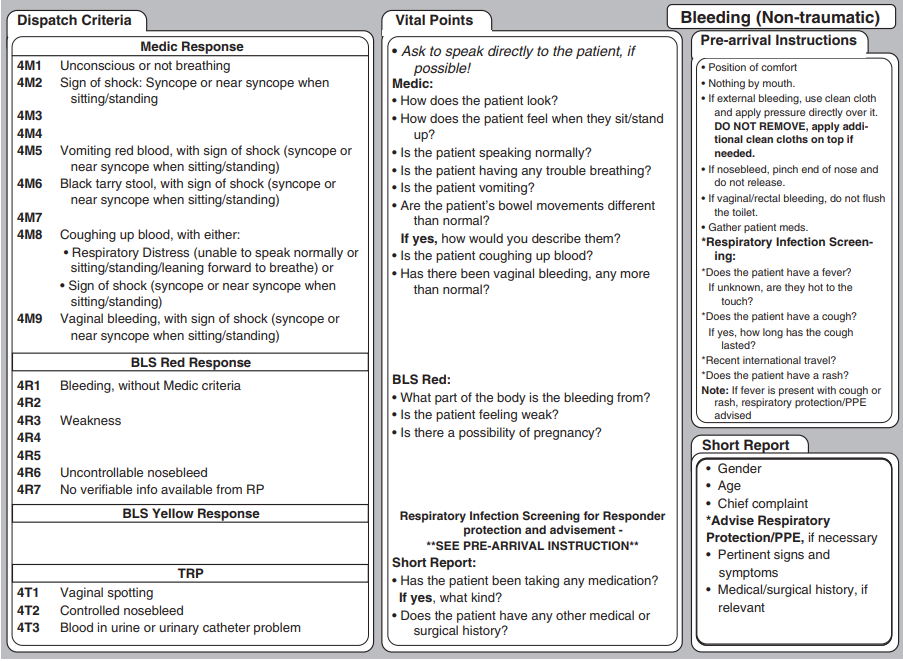 Dispatch Criteria
Medic Response
4M1 Unconscious or not breathing
4M2 Sign of shock: Syncope or near syncope when
sitting/standing
4M3
4M4
4M5 Vomiting red blood, with sign of shock (syncope or
near syncope when sitting/standing)
4M6 Black tarry stool, with sign of shock (syncope or
near syncope when sitting/standing)
4M7
4M8 Coughing up blood, with either:
• Respiratory Distress (unable to speak normally or
sitting/standing/leaning forward to breathe) or
• Sign of shock (syncope or near syncope when
sitting/standing)
4M9 Vaginal bleeding, with sign of shock (syncope or
near syncope when sitting/standing)
BLS Red Response
4R1 Bleeding, without Medic criteria
4R2
4R3 Weakness
4R4
4R5
4R6 Uncontrollable nosebleed
4R7 No verifiable info available from RP
BLS Yellow Response
TRP
4T1 Vaginal spotting
4T2 Controlled nosebleed
4T3 Blood in urine or urinary catheter problem
Vital Points
• Ask to speak directly to the patient, if
possible!
Medic:
• How does the patient look?
• How does the patient feel when they sit/stand
up?
• Is the patient speaking normally?
• Is the patient having any trouble breathing?
• Is the patient vomiting?
• Are the patient's bowel movements different
than normal?
If yes, how would you describe them?
• Is the patient coughing up blood?
• Has there been vaginal bleeding, any more
than normal?
BLS Red:
• What part of the body is the bleeding from?
• Is the patient feeling weak?
• Is there a possibility of pregnancy?
Respiratory Infection Screening for Responder
protection and advisement -
**SEE PRE-ARRIVAL INSTRUCTION**
Short Report:
• Has the patient been taking any medication?
If yes, what kind?
• Does the patient have any other medical or
surgical history?
Bleeding (Non-traumatic)
Pre-arrival Instructions
• Position of comfort
• Nothing by mouth.
• If external bleeding, use clean cloth
and apply pressure directly over it.
DO NOT REMOVE, apply addi-
tional clean cloths on top if
needed.
• If nosebleed, pinch end of nose and
do not release.
• If vaginal/rectal bleeding, do not flush
the toilet.
• Gather patient meds.
*Respiratory Infection Screen-
ing:
*Does the patient have a fever?
If unknown, are they hot to the
touch?
*Does the patient have a cough?
If yes, how long has the cough
lasted?
*Recent international travel?
*Does the patient have a rash?
Note: If fever is present with cough or
rash, respiratory protection/PPE
advised
Short Report
• Gender
• Age
• Chief complaint
*Advise Respiratory
Protection/PPE, if necessary
• Pertinent signs and
symptoms
• Medical/surgical history, if
relevant